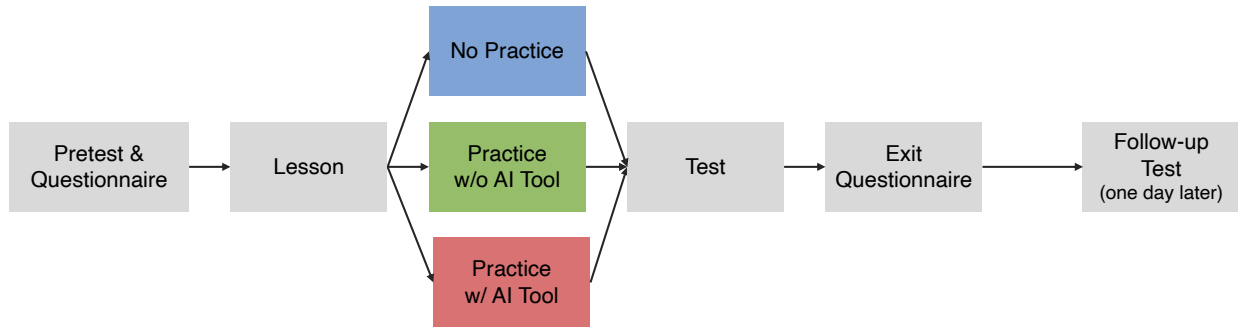 Pretest &
Questionnaire
Lesson
No Practice
Practice
w/o AI Tool
Practice
w/ AI Tool
Test
Exit
Questionnaire
Follow-up
Test
(one day later)